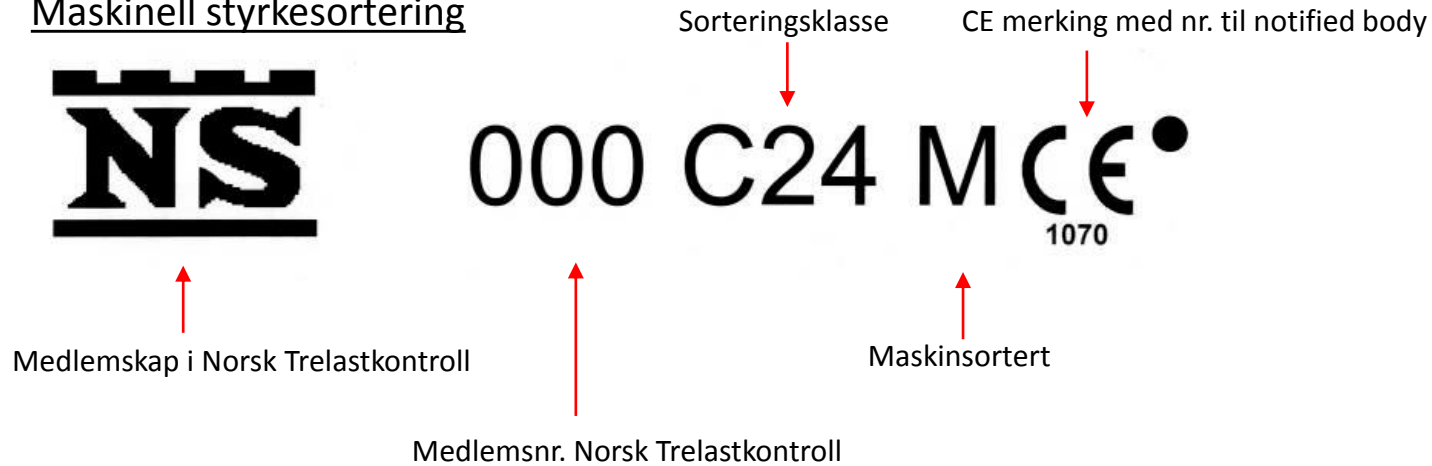 Maskinell styrkesortering
Sorteringsklasse
CE merking med nr. til notified body
NS
000 C24 M CE
1070
Medlemskap i Norsk Trelastkontroll
Maskinsortert
Medlemsnr. Norsk Trelastkontroll